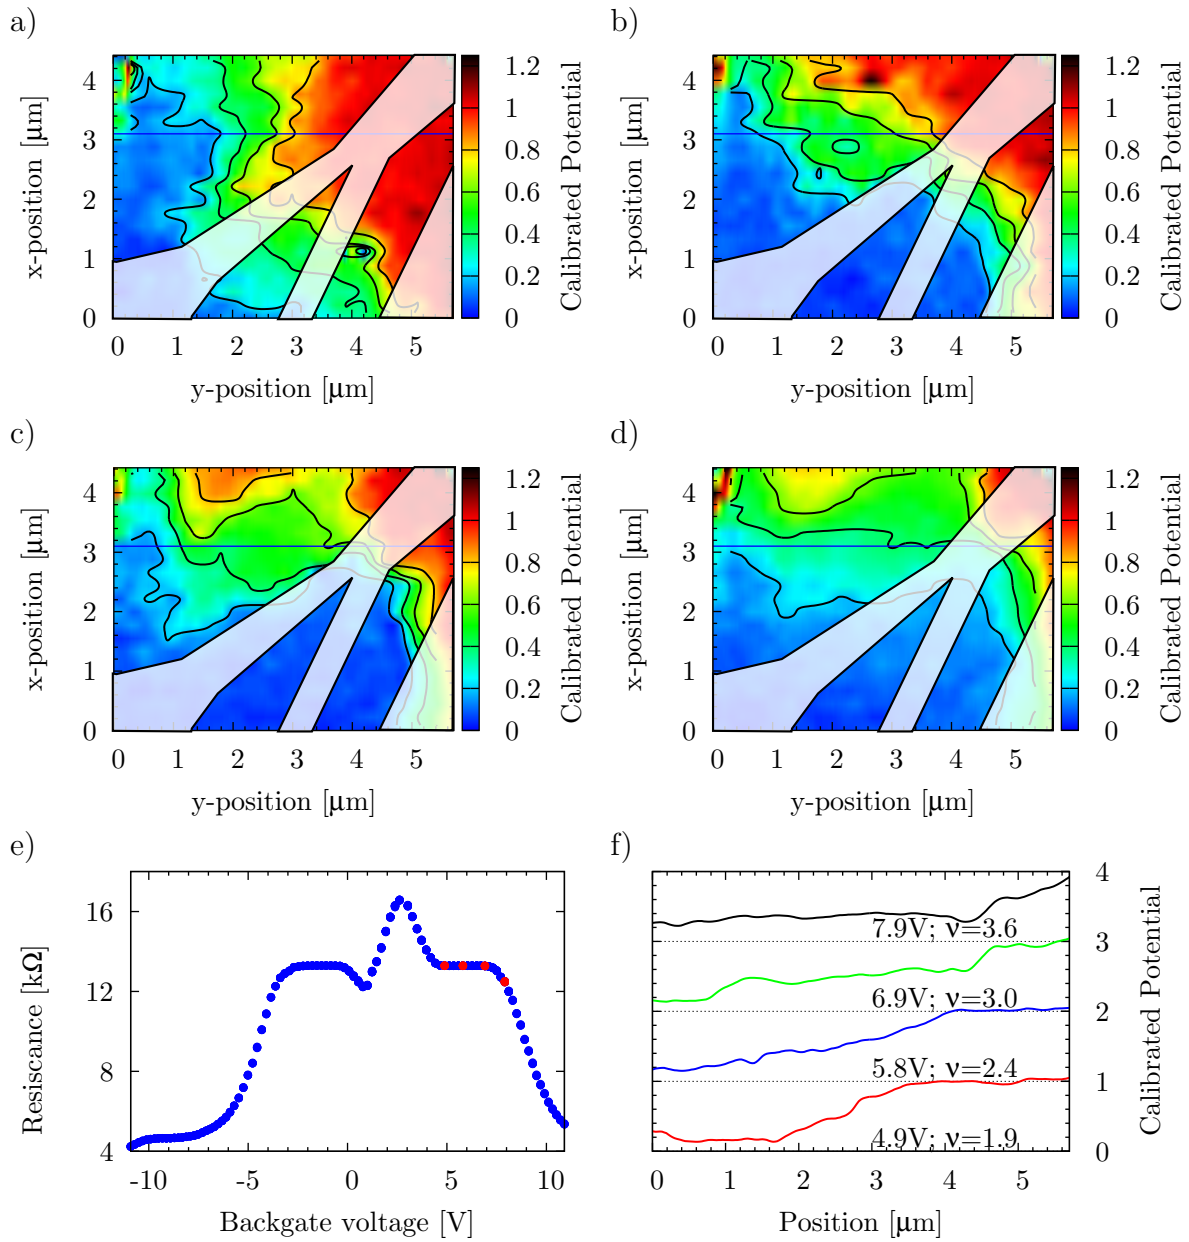 a)
x-position [μm]
4
3
2
1
0
0 1 2 3 4 5
y-position [μm]
1.2
1
0.8
0.6
0.4
0.2
0
Calibrated Potential
b)
x-position [μm]
4
3
2
1
0
0 1 2 3 4 5
y-position [μm]
1.2
1
0.8
0.6
0.4
0.2
0
Calibrated Potential
c)
x-position [μm]
4
3
2
1
0
0 1 2 3 4 5
y-position [μm]
1.2
1
0.8
0.6
0.4
0.2
0
Calibrated Potential
d)
x-position [μm]
4
3
2
1
0
0 1 2 3 4 5
y-position [μm]
1.2
1
0.8
0.6
0.4
0.2
0
Calibrated Potential
e)
Resiscance [kΩ]
16
12
8
4
-10 -5 0 5 10
Backgate voltage [V]
f)
7.9V; ν=3.6
6.9V; ν=3.0
5.8V; ν=2.4
4.9V; ν=1.9
4
3
2
1
0
Calibrated Potential
0 1 2 3 4 5
Position [μm]